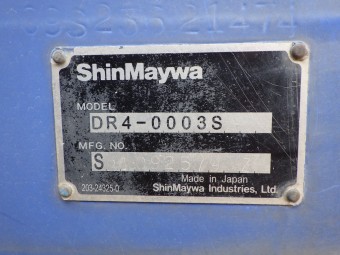 ShinMaywa
MODEL
DR4-0003S
MFG. NO.
S
Made in Japan
203-24325-0 ShinMaywa Industries, Ltd.